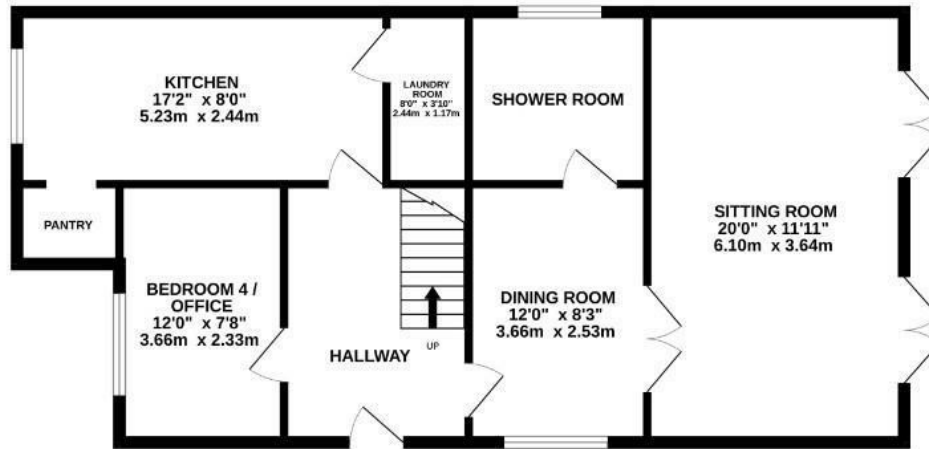 KITCHEN
17'2" x 8'0"
5.23m x 2.44m
LAUNDRY
ROOM
8'0" x 3'10"
2.44m x 1.17m
SHOWER ROOM
PANTRY
BEDROOM 4 /
OFFICE
12'0" x 7'8"
3.66m x 2.33m
HALLWAY
UP
DINING ROOM
12'0" x 8'3"
3.66m x 2.53m
SITTING ROOM
20'0" x 11'11"
6.10m x 3.64m